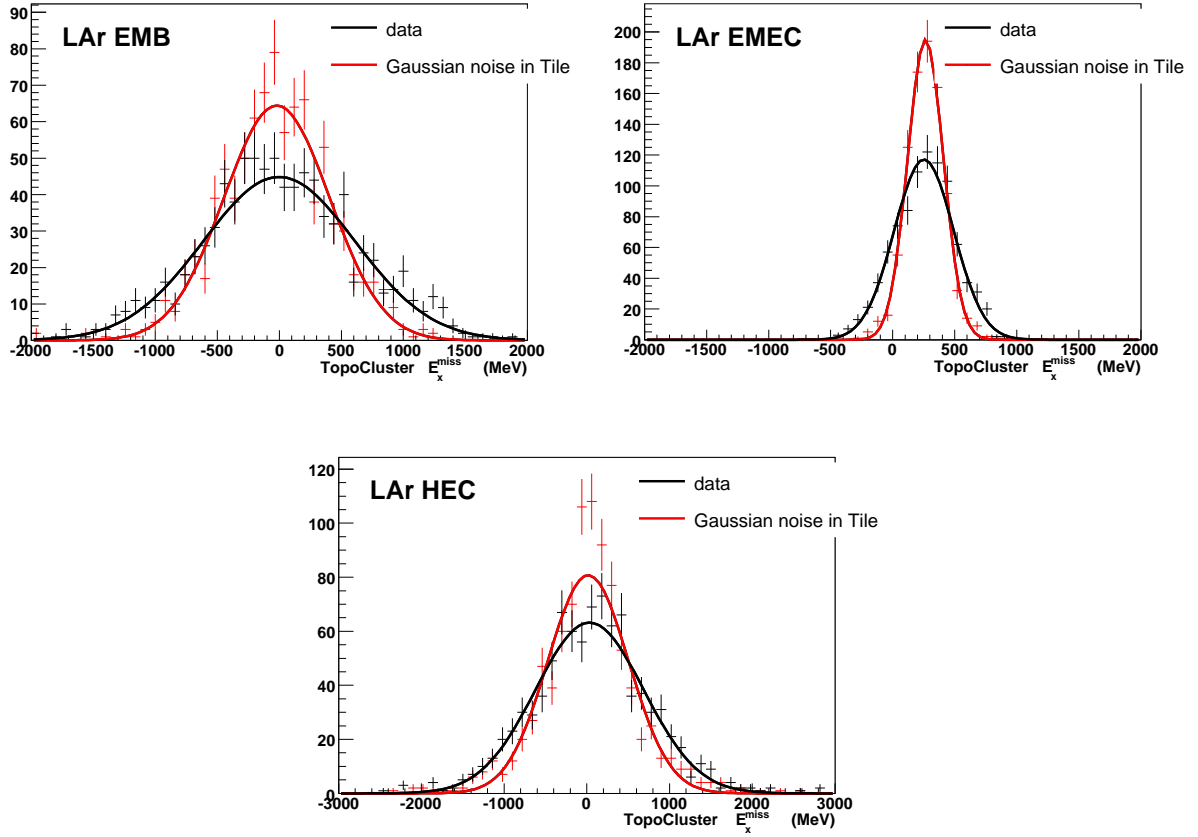 LAr EMB
data
Gaussian noise in Tile
90
80
70
60
50
40
30
20
10
0
-2000 -1500 -1000 -500 0 500 1000 1500 2000
TopoCluster E_x^miss (MeV)
LAr EMEC
data
Gaussian noise in Tile
200
180
160
140
120
100
80
60
40
20
0
-2000 -1500 -1000 -500 0 500 1000 1500 2000
TopoCluster E_x^miss (MeV)
LAr HEC
data
Gaussian noise in Tile
120
100
80
60
40
20
0
-3000 -2000 -1000 0 1000 2000 3000
TopoCluster E_x^miss (MeV)